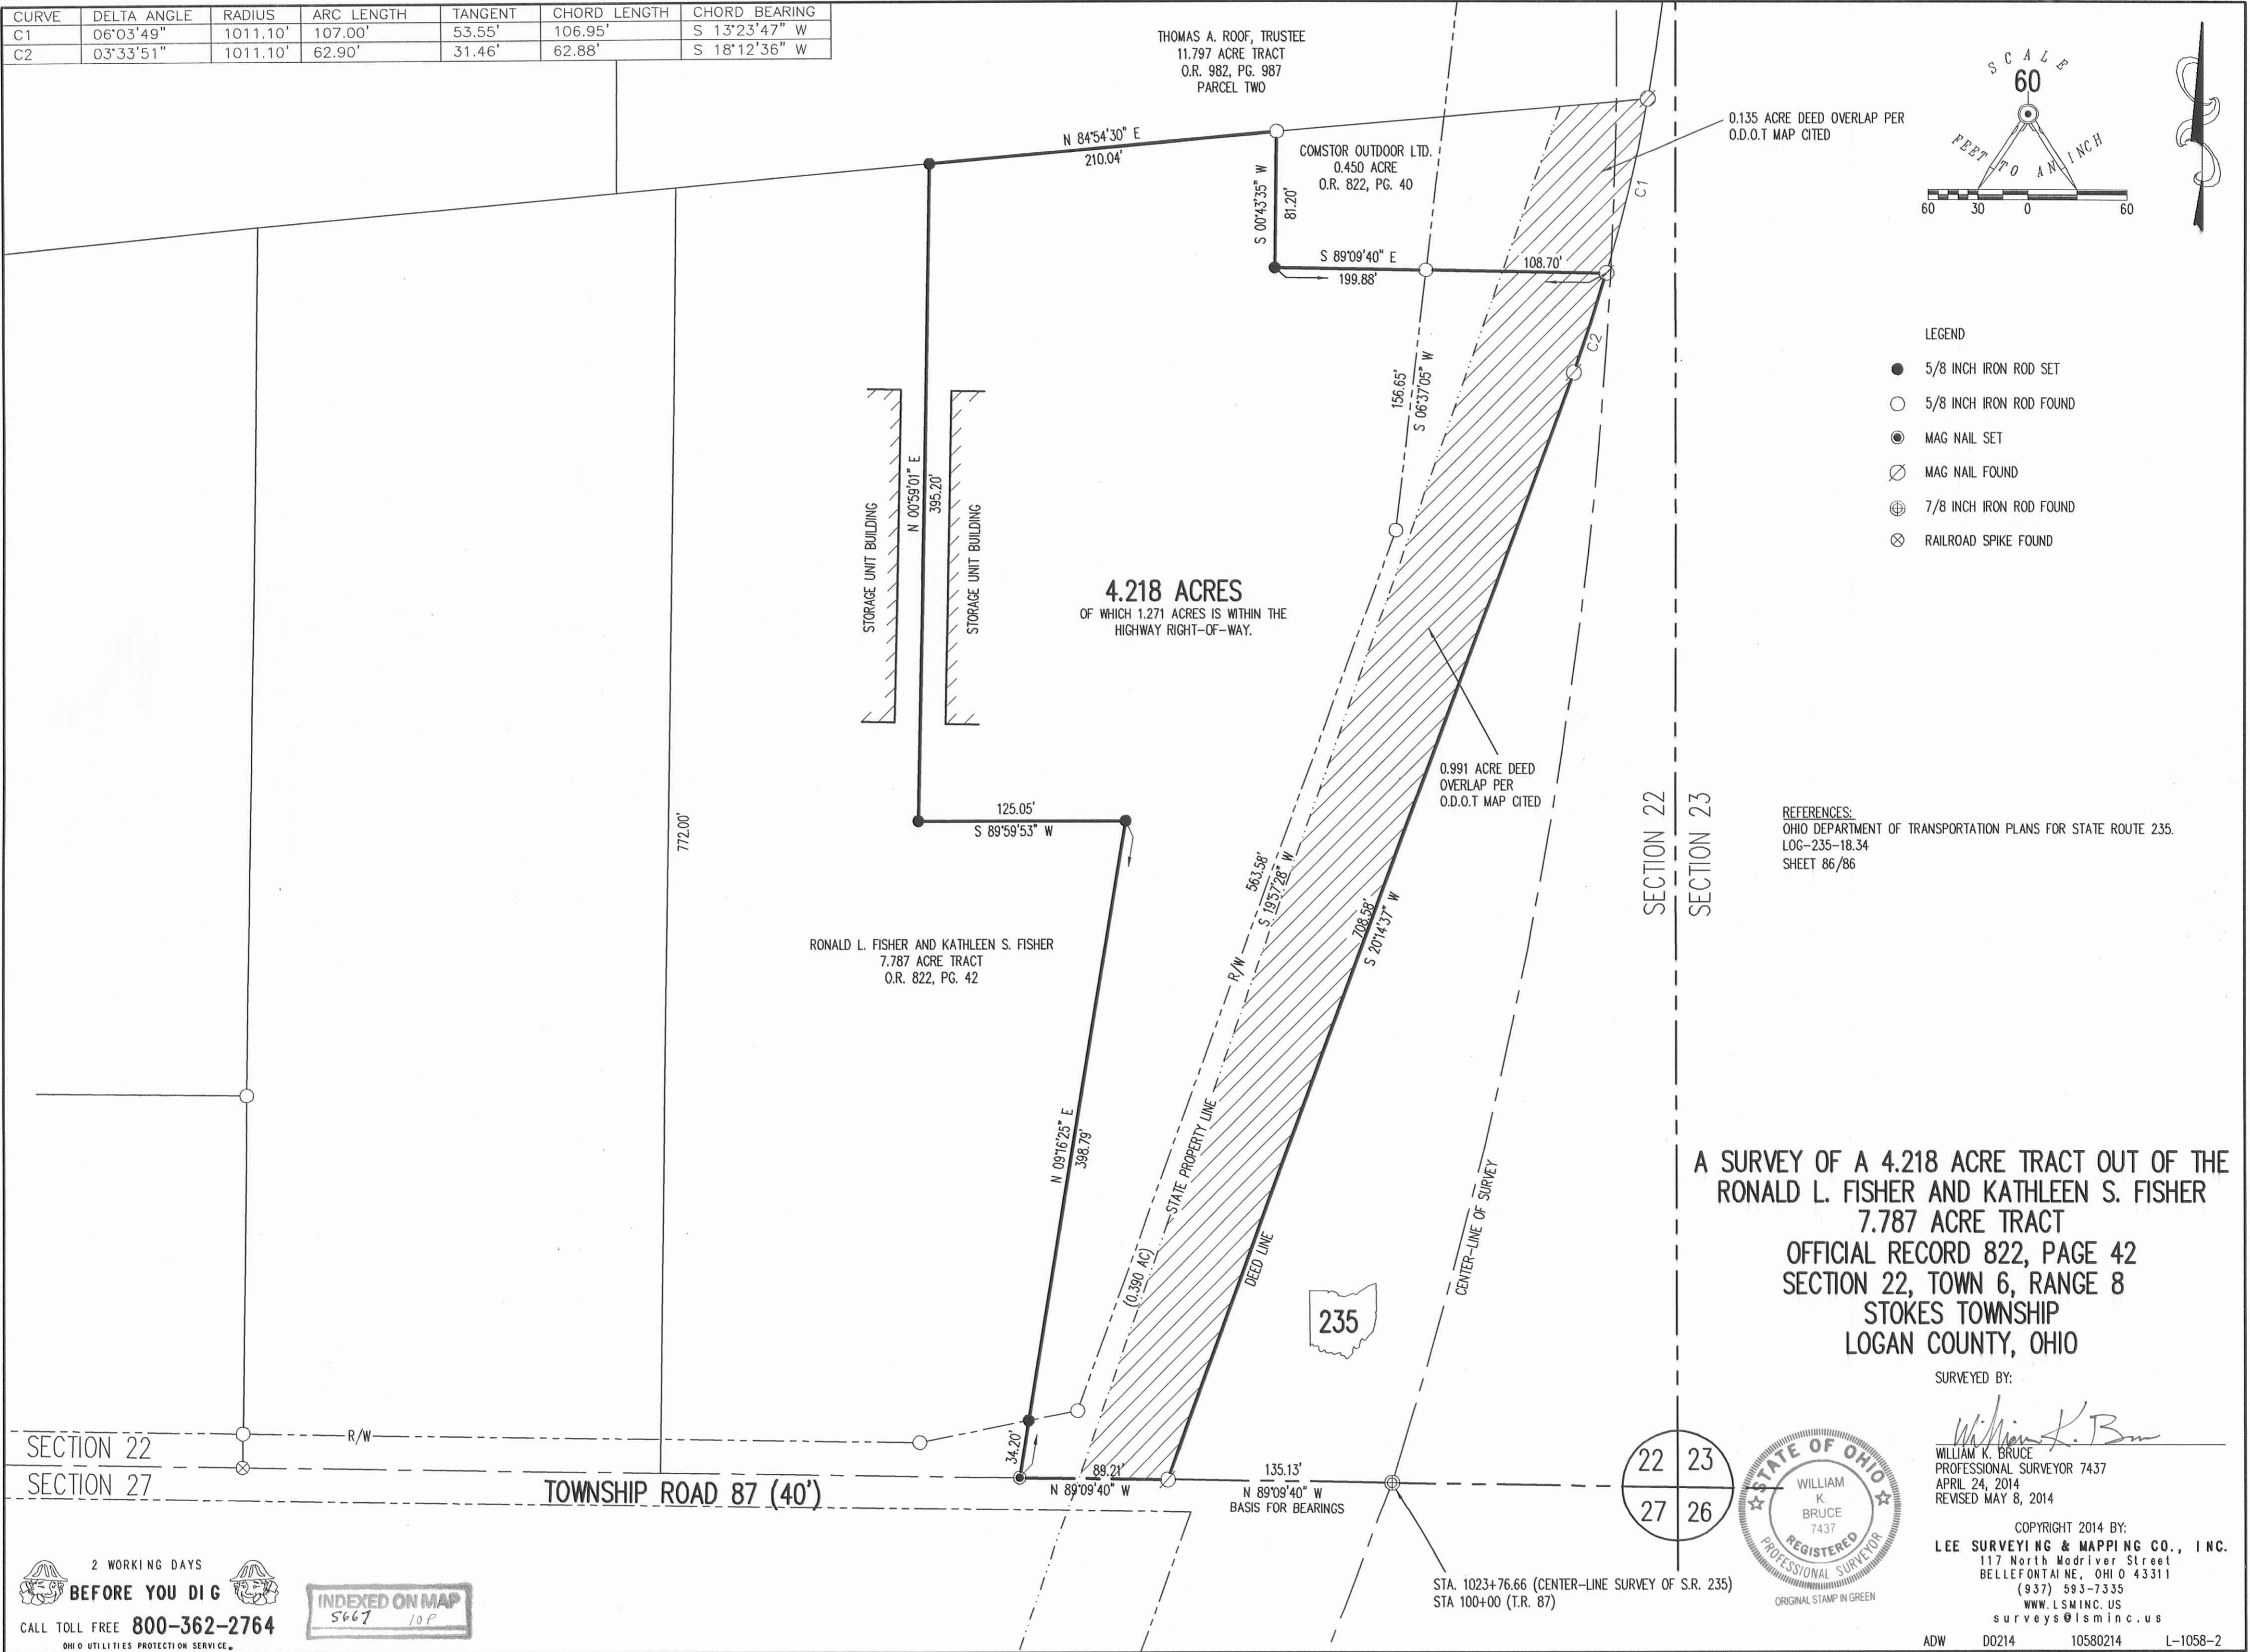 CURVE DELTA ANGLE RADIUS ARC LENGTH TANGENT CHORD LENGTH CHORD BEARING
C1 06°03'49" 1011.10' 107.00' 53.55' 106.95' S 13°23'47" W
C2 03°33'51" 1011.10' 62.90' 31.46' 62.88' S 18°12'36" W
THOMAS A. ROOF, TRUSTEE
11.797 ACRE TRACT
O.R. 982, PG. 987
PARCEL TWO
SCALE
60
FEET TO AN INCH
60 30 0 60
0.135 ACRE DEED OVERLAP PER
O.D.O.T MAP CITED
N 84°54'30" E
210.04'
COMSTOR OUTDOOR LTD.
0.450 ACRE
O.R. 822, PG. 40
S 00°43'35" W
81.20'
C1
S 89°09'40" E
199.88'
108.70'
C2
LEGEND
5/8 INCH IRON ROD SET
5/8 INCH IRON ROD FOUND
MAG NAIL SET
MAG NAIL FOUND
7/8 INCH IRON ROD FOUND
RAILROAD SPIKE FOUND
156.65'
S 06°37'05" W
STORAGE UNIT BUILDING
N 00°59'01" E
395.20'
STORAGE UNIT BUILDING
4.218 ACRES
OF WHICH 1.271 ACRES IS WITHIN THE
HIGHWAY RIGHT-OF-WAY.
0.991 ACRE DEED
OVERLAP PER
O.D.O.T MAP CITED
SECTION 22
SECTION 23
REFERENCES:
OHIO DEPARTMENT OF TRANSPORTATION PLANS FOR STATE ROUTE 235.
LOG-235-18.34
SHEET 86/86
772.00'
125.05'
S 89°59'53" W
R/W
563.58'
S 19°57'28" W
708.58'
S 20°14'37" W
RONALD L. FISHER AND KATHLEEN S. FISHER
7.787 ACRE TRACT
O.R. 822, PG. 42
N 09°16'25" E
398.79'
STATE PROPERTY LINE
(0.390 AC)
DEED LINE
CENTER-LINE OF SURVEY
235
A SURVEY OF A 4.218 ACRE TRACT OUT OF THE
RONALD L. FISHER AND KATHLEEN S. FISHER
7.787 ACRE TRACT
OFFICIAL RECORD 822, PAGE 42
SECTION 22, TOWN 6, RANGE 8
STOKES TOWNSHIP
LOGAN COUNTY, OHIO
SURVEYED BY:
William K. Bruce
WILLIAM K. BRUCE
PROFESSIONAL SURVEYOR 7437
APRIL 24, 2014
REVISED MAY 8, 2014
STATE OF OHIO
WILLIAM
K.
BRUCE
7437
REGISTERED
PROFESSIONAL SURVEYOR
ORIGINAL STAMP IN GREEN
22 23
27 26
SECTION 22
R/W
SECTION 27
TOWNSHIP ROAD 87 (40')
34.20'
89.21'
N 89°09'40" W
135.13'
N 89°09'40" W
BASIS FOR BEARINGS
STA. 1023+76.66 (CENTER-LINE SURVEY OF S.R. 235)
STA 100+00 (T.R. 87)
COPYRIGHT 2014 BY:
LEE SURVEYING & MAPPING CO., INC.
117 North Madriver Street
BELLEFONTAINE, OHIO 43311
(937) 593-7335
WWW.LSMINC.US
surveys@lsminc.us
ADW D0214 10580214 L-1058-2
2 WORKING DAYS
BEFORE YOU DIG
CALL TOLL FREE 800-362-2764
OHIO UTILITIES PROTECTION SERVICE.
INDEXED ON MAP
5667 10P